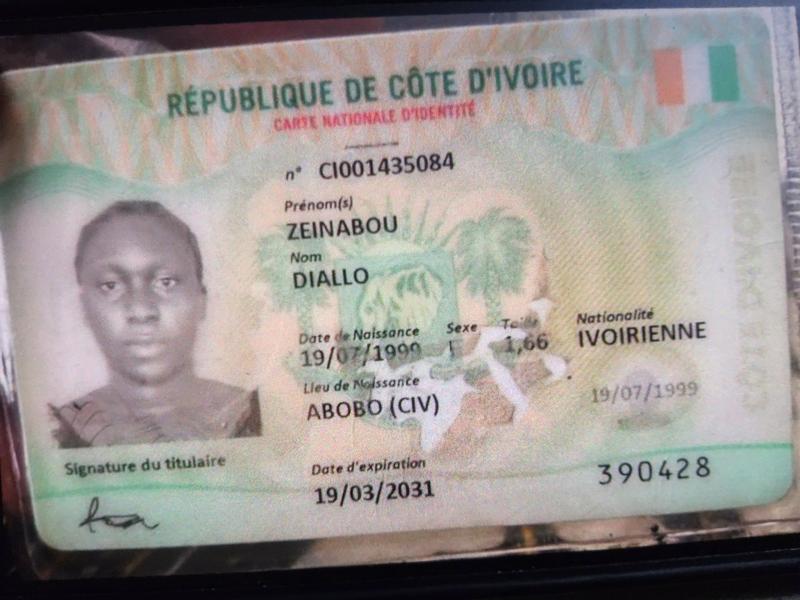 RÉPUBLIQUE DE CÔTE D'IVOIRE
CARTE NATIONALE D'IDENTITÉ
n° CI001435084
Prénom(s)
ZEINABOU
Nom
DIALLO
Date de Naissance Sexe Taille Nationalité
19/07/1999 1,66 IVOIRIENNE
Lieu de Naissance 19/07/1999
ABOBO (CIV)
Signature du titulaire
Date d'expiration
19/03/2031
390428